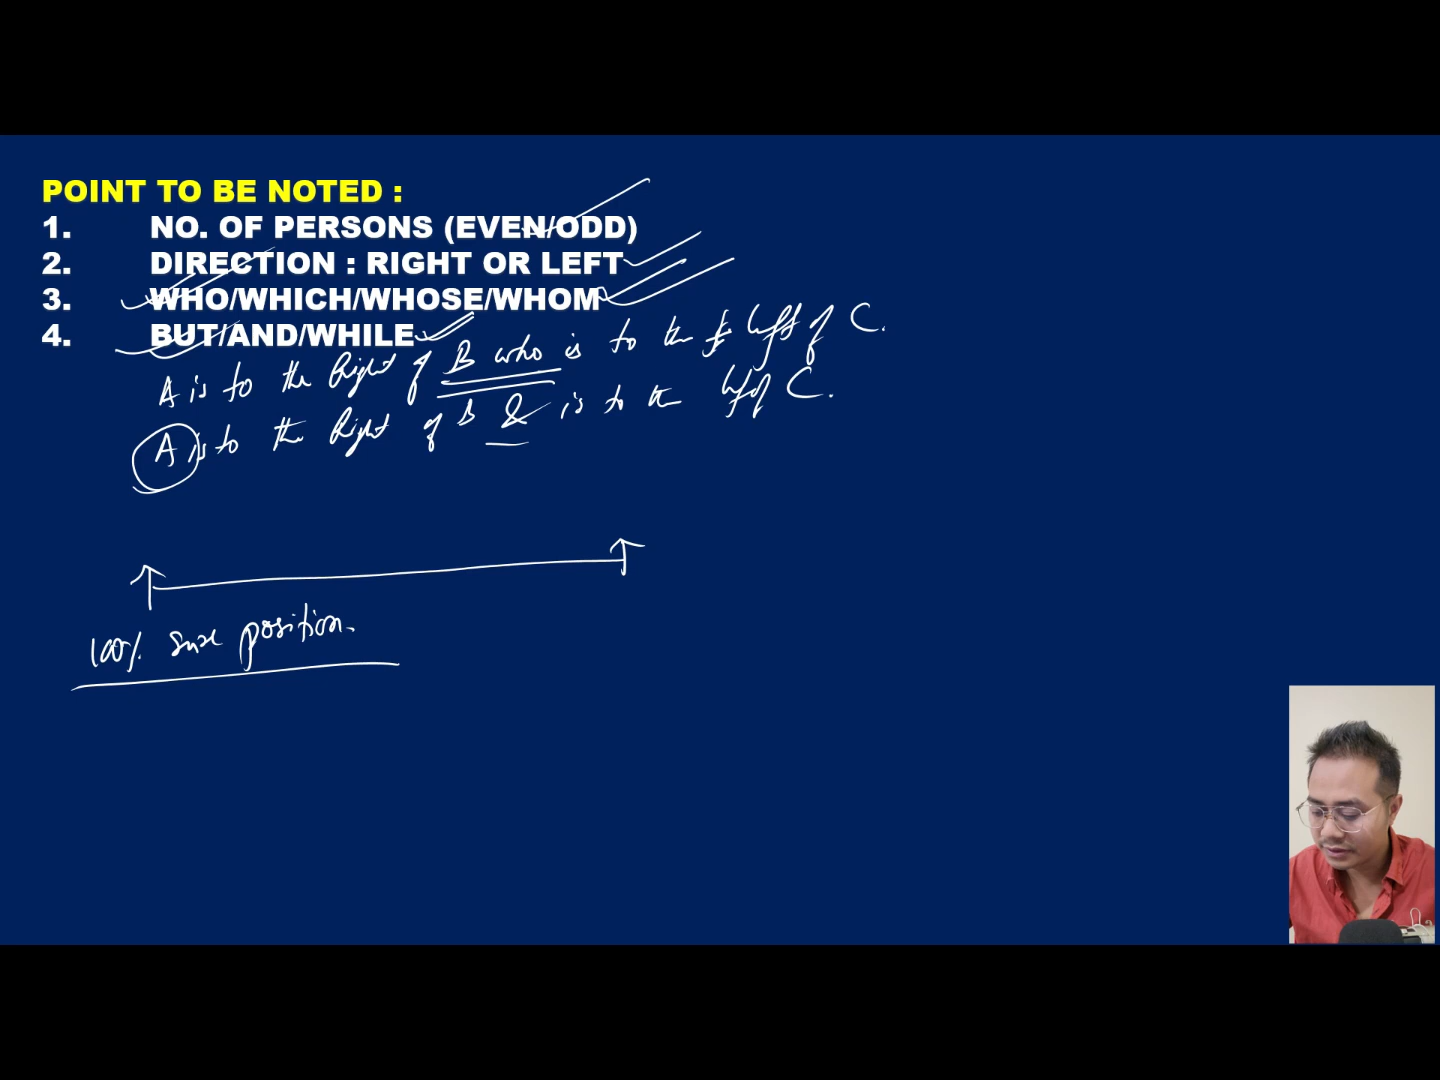 POINT TO BE NOTED :
1. NO. OF PERSONS (EVEN/ODD)
2. DIRECTION : RIGHT OR LEFT
3. WHO/WHICH/WHOSE/WHOM
4. BUT/AND/WHILE
A is to the Right of B who is to the left of C.
A is to the Right of B & is to the left of C.
100% sure position.